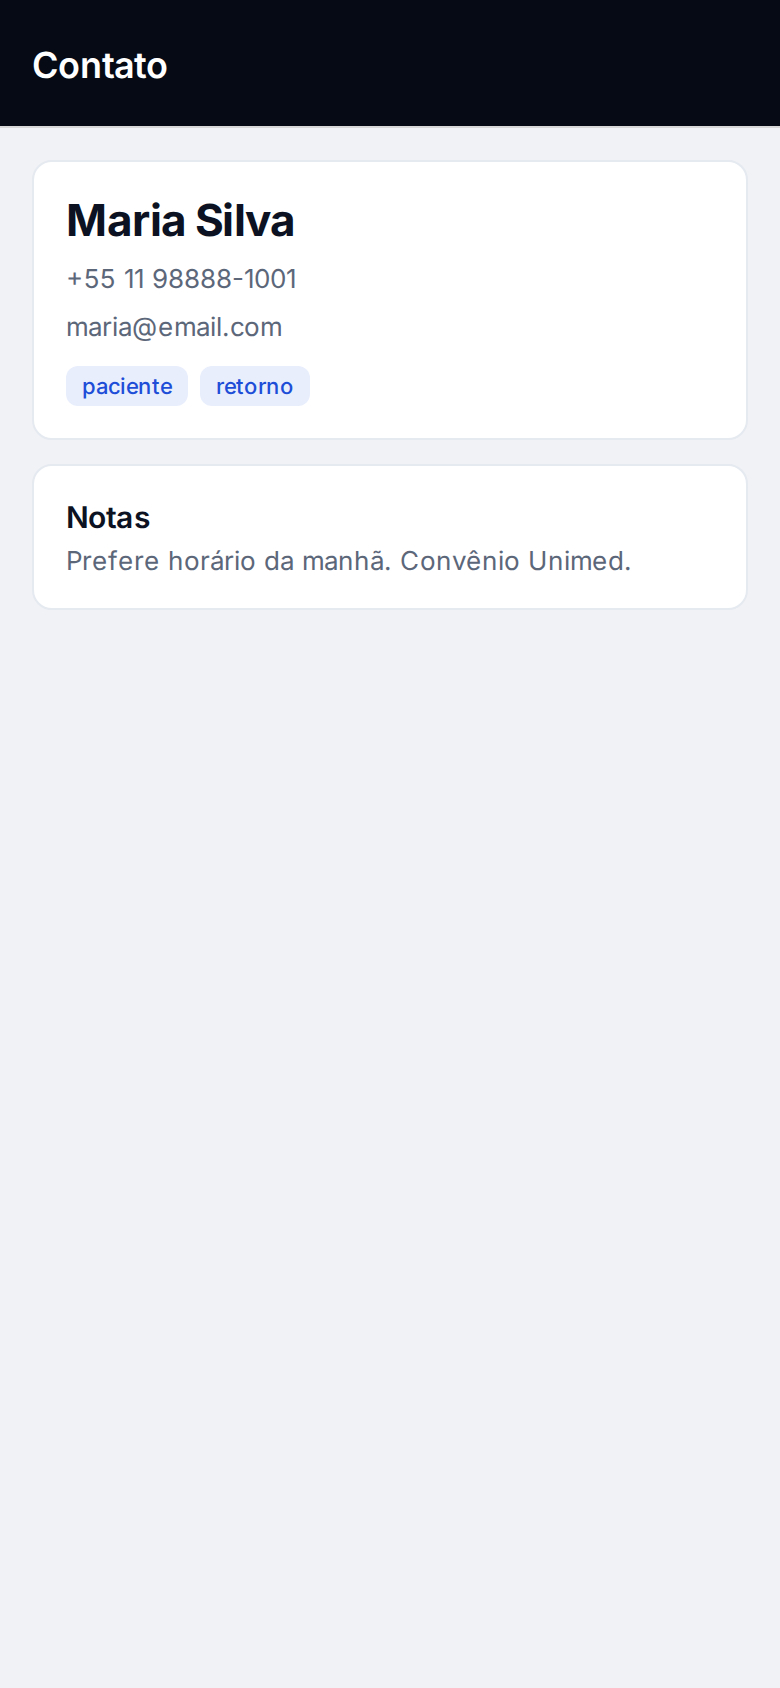 Contato
Maria Silva
+55 11 98888-1001
maria@email.com
paciente retorno
Notas
Prefere horário da manhã. Convênio Unimed.